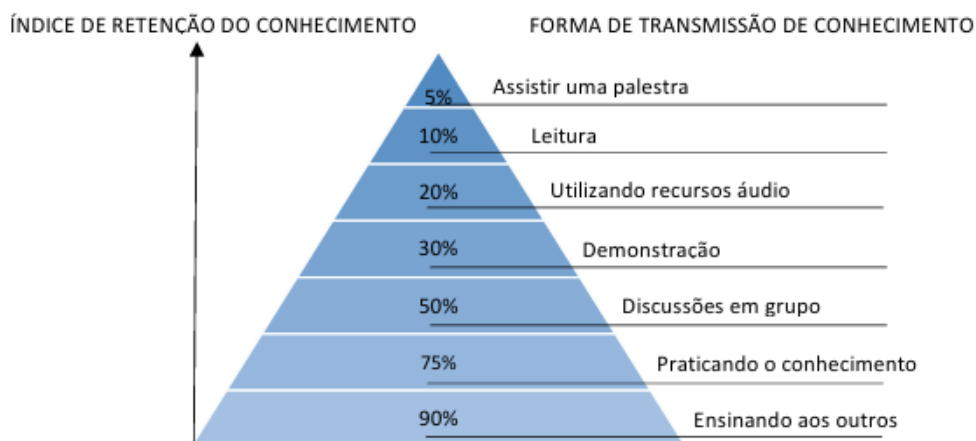 ÍNDICE DE RETENÇÃO DO CONHECIMENTO
FORMA DE TRANSMISSÃO DE CONHECIMENTO
5% Assistir uma palestra
10% Leitura
20% Utilizando recursos áudio
30% Demonstração
50% Discussões em grupo
75% Praticando o conhecimento
90% Ensinando aos outros